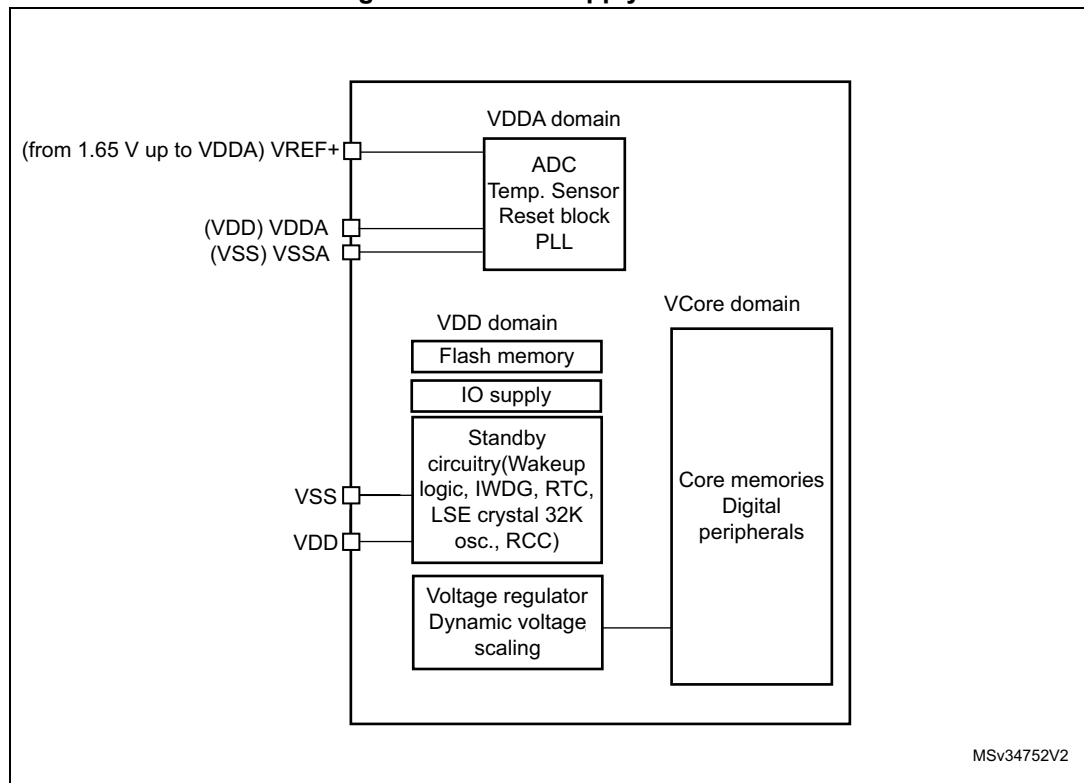 (from 1.65 V up to VDDA) VREF+
(VDD) VDDA
(VSS) VSSA
VDDA domain
ADC
Temp. Sensor
Reset block
PLL
VDD domain
Flash memory
IO supply
Standby
circuitry(Wakeup
logic, IWDG, RTC,
LSE crystal 32K
osc., RCC)
VSS
VDD
Voltage regulator
Dynamic voltage
scaling
VCore domain
Core memories
Digital
peripherals
MSv34752V2